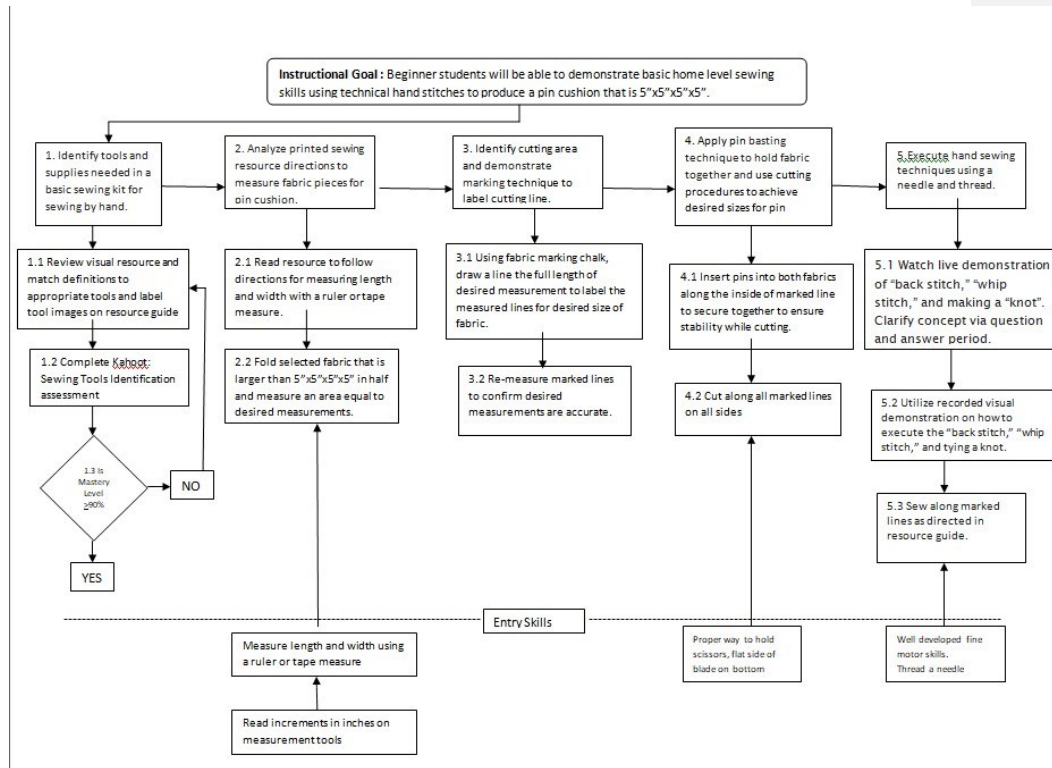 Instructional Goal : Beginner students will be able to demonstrate basic home level sewing
skills using technical hand stitches to produce a pin cushion that is 5”x5”x5”x5”.
1. Identify tools and
supplies needed in a
basic sewing kit for
sewing by hand.
2. Analyze printed sewing
resource directions to
measure fabric pieces for
pin cushion.
3. Identify cutting area
and demonstrate
marking technique to
label cutting line.
4. Apply pin basting
technique to hold fabric
together and use cutting
procedures to achieve
desired sizes for pin
5.Execute hand sewing
techniques using a
needle and thread.
1.1 Review visual resource and
match definitions to
appropriate tools and label
tool images on resource guide
2.1 Read resource to follow
directions for measuring length
and width with a ruler or tape
measure.
3.1 Using fabric marking chalk,
draw a line the full length of
desired measurement to label the
measured lines for desired size of
fabric.
4.1 Insert pins into both fabrics
along the inside of marked line
to secure together to ensure
stability while cutting.
5.1 Watch live demonstration
of “back stitch,” “whip
stitch,” and making a “knot”.
Clarify concept via question
and answer period.
1.2 Complete Kahoot:
Sewing Tools Identification
assessment
2.2 Fold selected fabric that is
larger than 5”x5”x5”x5” in half
and measure an area equal to
desired measurements.
3.2 Re-measure marked lines
to confirm desired
measurements are accurate.
4.2 Cut along all marked lines
on all sides
5.2 Utilize recorded visual
demonstration on how to
execute the “back stitch,” “whip
stitch,” and tying a knot.
1.3 Is
Mastery
Level
≥90%
NO
YES
5.3 Sew along marked
lines as directed in
resource guide.
Entry Skills
Measure length and width using
a ruler or tape measure
Proper way to hold
scissors, flat side of
blade on bottom
Well developed fine
motor skills.
Thread a needle
Read increments in inches on
measurement tools